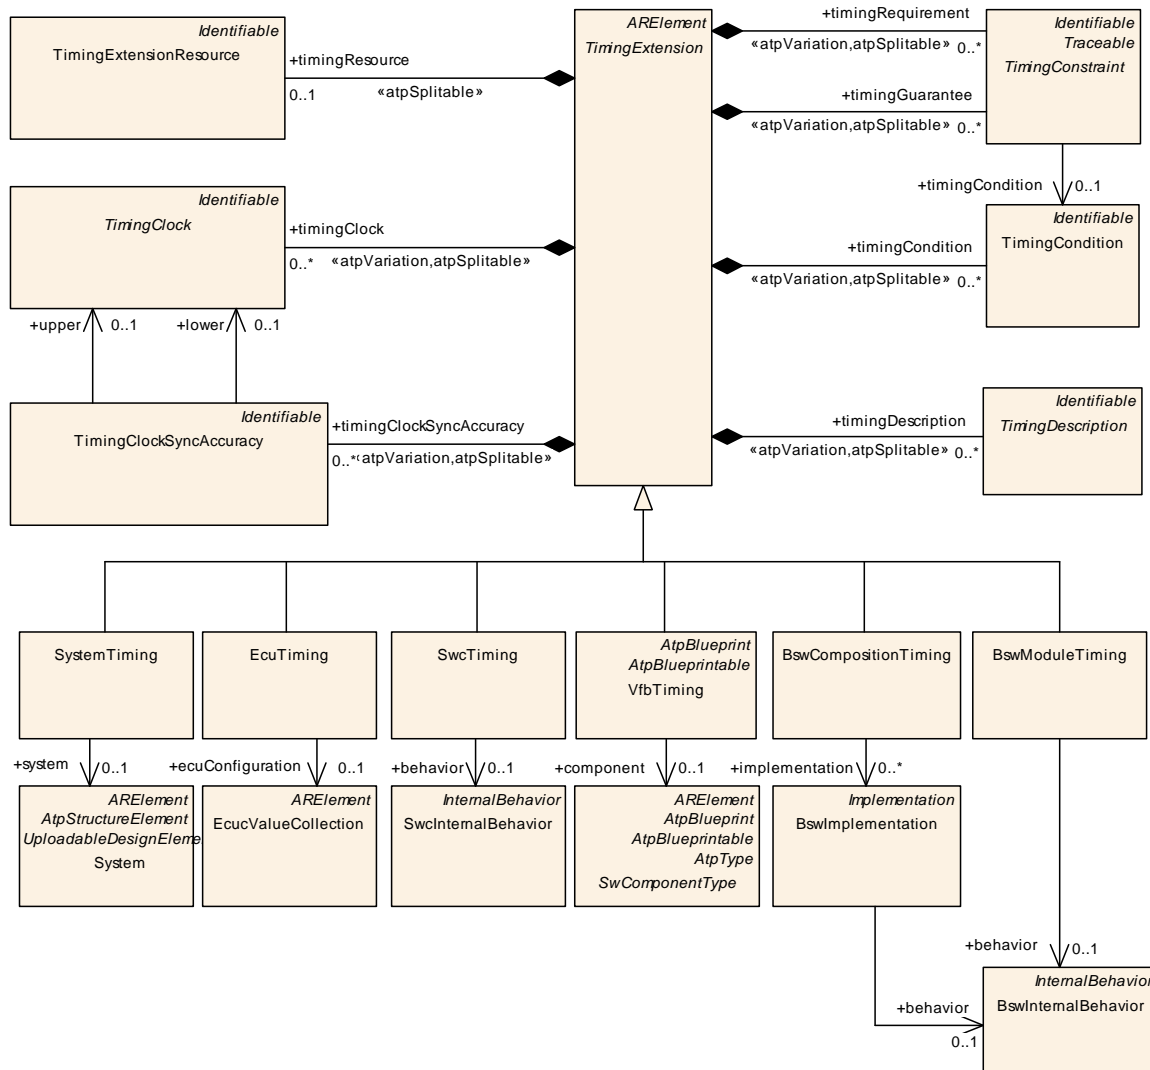 Identifiable
TimingExtensionResource
+timingResource
0..1
«atpSplitable»
ARElement
TimingExtension
+timingRequirement
«atpVariation,atpSplitable»
0..*
Identifiable
Traceable
TimingConstraint
+timingGuarantee
«atpVariation,atpSplitable»
0..*
+timingCondition
0..1
Identifiable
TimingClock
+timingClock
0..*
«atpVariation,atpSplitable»
+timingCondition
«atpVariation,atpSplitable»
0..*
Identifiable
TimingCondition
+upper
0..1
+lower
0..1
Identifiable
TimingClockSyncAccuracy
+timingClockSyncAccuracy
0..*
«atpVariation,atpSplitable»
+timingDescription
«atpVariation,atpSplitable»
0..*
Identifiable
TimingDescription
SystemTiming
EcuTiming
SwcTiming
AtpBlueprint
AtpBlueprintable
VfbTiming
BswCompositionTiming
BswModuleTiming
+system
0..1
+ecuConfiguration
0..1
+behavior
0..1
+component
0..1
+implementation
0..*
ARElement
AtpStructureElement
UploadableDesignEleme
System
ARElement
EcucValueCollection
InternalBehavior
SwcInternalBehavior
ARElement
AtpBlueprint
AtpBlueprintable
AtpType
SwComponentType
Implementation
BswImplementation
+behavior
0..1
InternalBehavior
BswInternalBehavior
+behavior
0..1